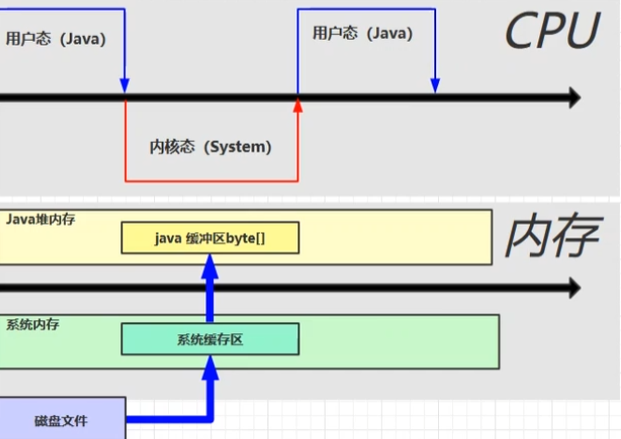 用户态（Java）
用户态（Java）
CPU
内核态（System）
Java堆内存
java 缓冲区byte[]
内存
系统内存
系统缓存区
磁盘文件